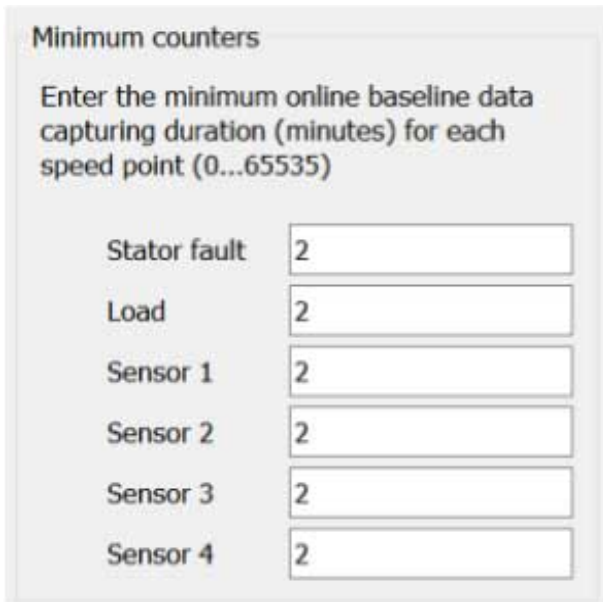 Minimum counters
Enter the minimum online baseline data
capturing duration (minutes) for each
speed point (0...65535)
Stator fault 2
Load 2
Sensor 1 2
Sensor 2 2
Sensor 3 2
Sensor 4 2